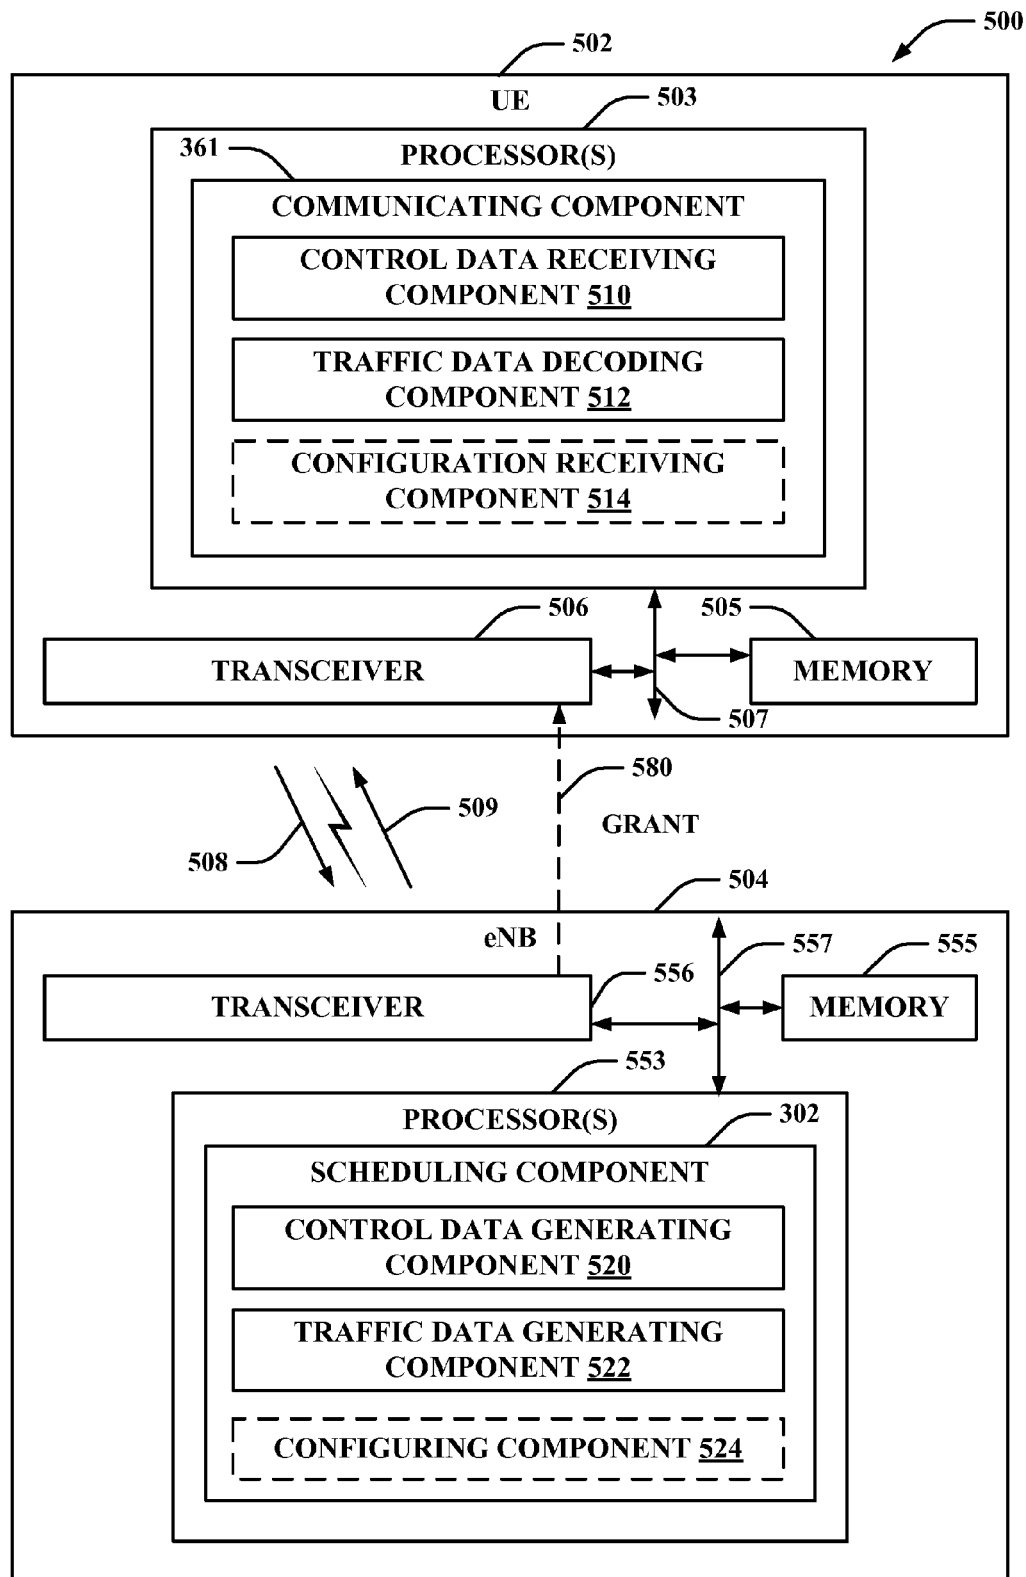 500
502
UE
503
361
PROCESSOR(S)
COMMUNICATING COMPONENT
CONTROL DATA RECEIVING
COMPONENT 510
TRAFFIC DATA DECODING
COMPONENT 512
CONFIGURATION RECEIVING
COMPONENT 514
506
505
TRANSCEIVER
MEMORY
507
580
509
GRANT
508
504
eNB
557
555
556
TRANSCEIVER
MEMORY
553
PROCESSOR(S)
302
SCHEDULING COMPONENT
CONTROL DATA GENERATING
COMPONENT 520
TRAFFIC DATA GENERATING
COMPONENT 522
CONFIGURING COMPONENT 524